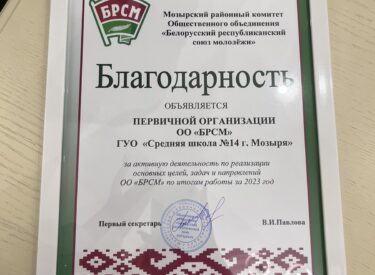 БРСМ
Мозырский районный комитет
Общественного объединения
«Белорусский республиканский
союз молодёжи»
Благодарность
ОБЪЯВЛЯЕТСЯ
ПЕРВИЧНОЙ ОРГАНИЗАЦИИ
ОО «БРСМ»
ГУО «Средняя школа №14 г. Мозыря»
за активную деятельность по реализации
основных целей, задач и направлений
ОО «БРСМ» по итогам работы за 2023 год
Первый секретарь В.И.Павлова